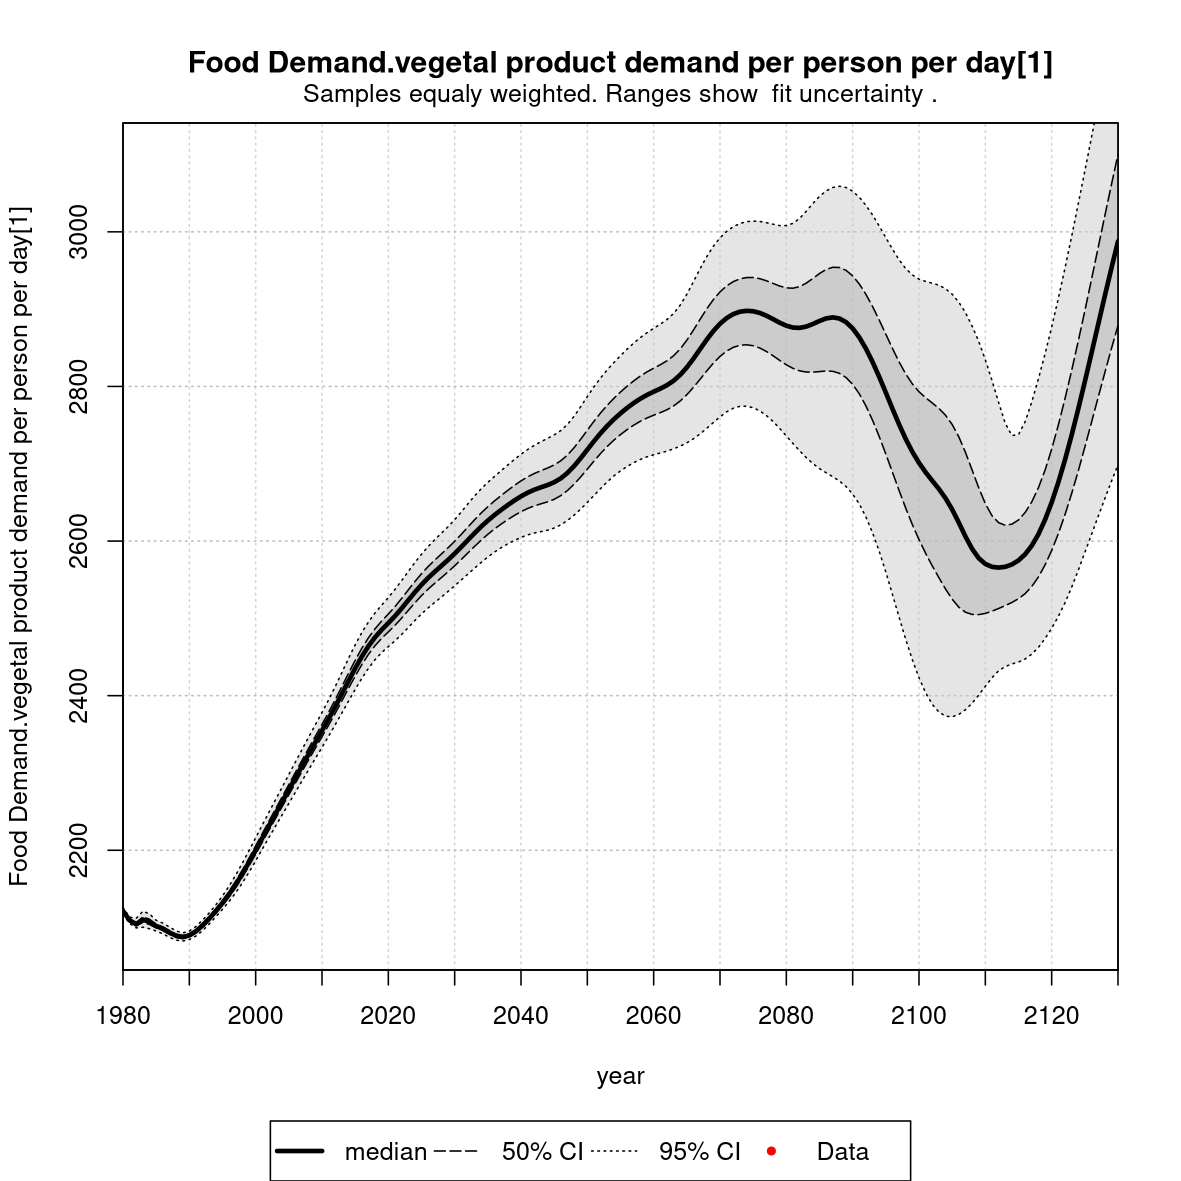 Food Demand.vegetal product demand per person per day[1]
Samples equaly weighted. Ranges show  fit uncertainty .
Food Demand.vegetal product demand per person per day[1]
3000
2800
2600
2400
2200
1980 2000 2020 2040 2060 2080 2100 2120
year
median 50% CI 95% CI Data